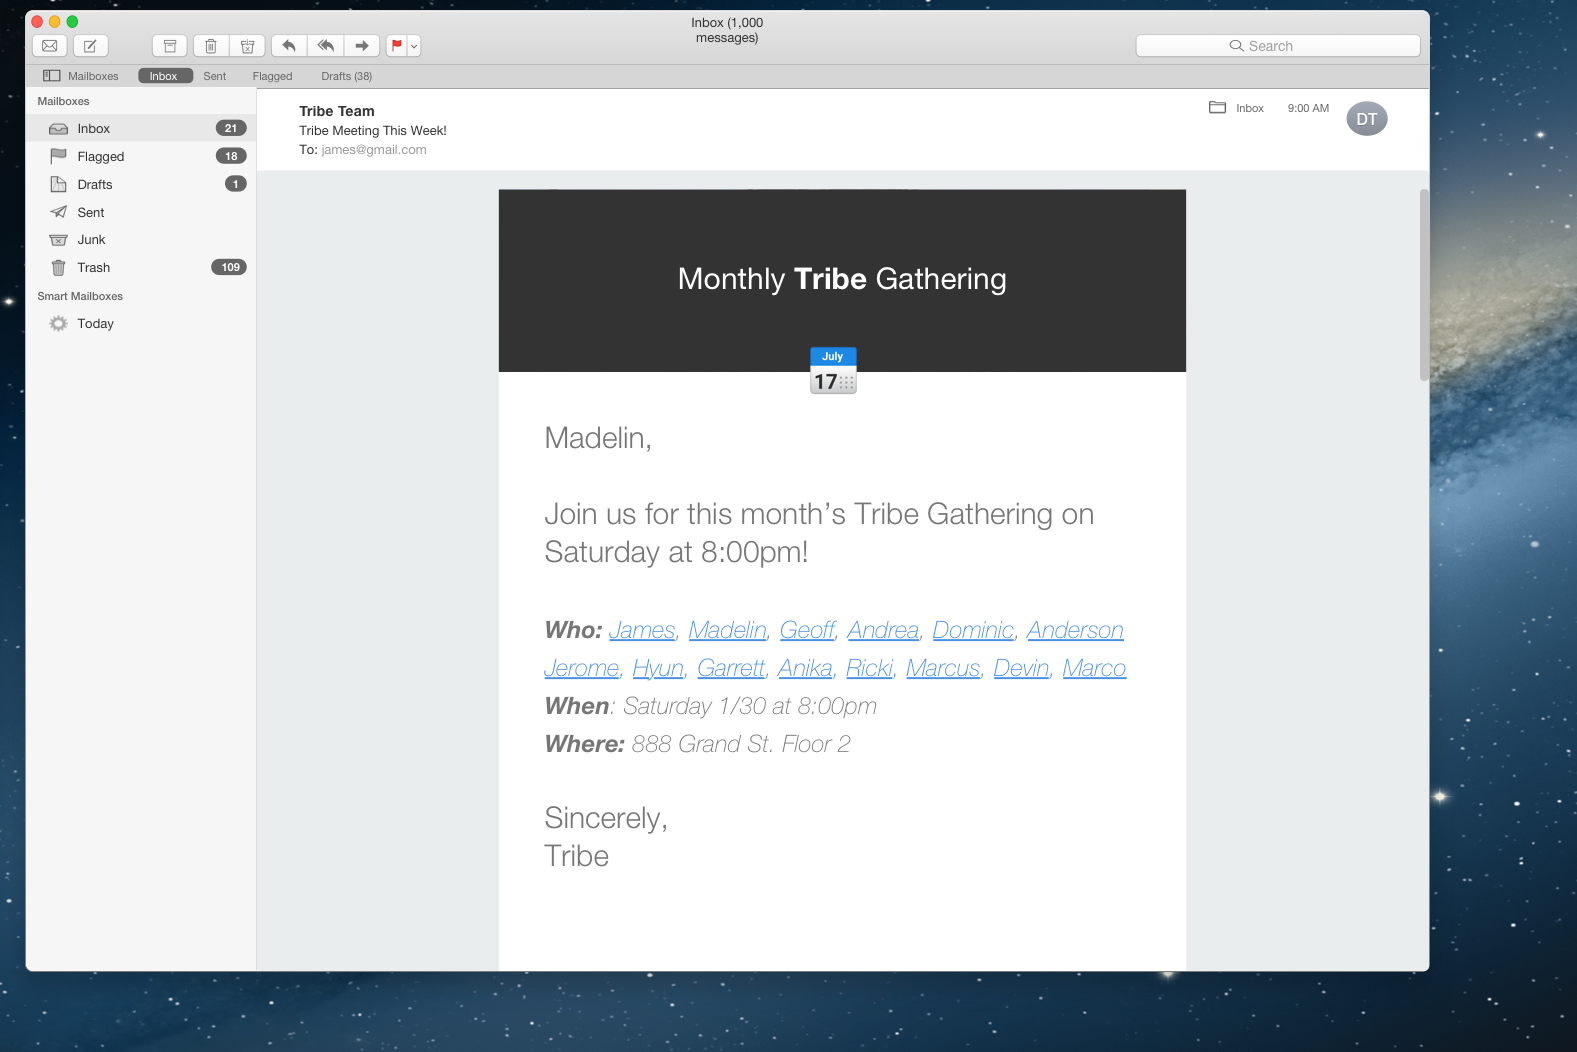 Inbox (1,000
messages)
Search
Mailboxes
Inbox
Sent
Flagged
Drafts (38)
Mailboxes
Inbox 21
Flagged 18
Drafts 1
Sent
Junk
Trash 109
Smart Mailboxes
Today
Tribe Team
Tribe Meeting This Week!
To: james@gmail.com
Inbox 9:00 AM DT
Monthly Tribe Gathering
July
17
Madelin,
Join us for this month’s Tribe Gathering on
Saturday at 8:00pm!
Who: James, Madelin, Geoff, Andrea, Dominic, Anderson
Jerome, Hyun, Garrett, Anika, Ricki, Marcus, Devin, Marco
When: Saturday 1/30 at 8:00pm
Where: 888 Grand St. Floor 2
Sincerely,
Tribe